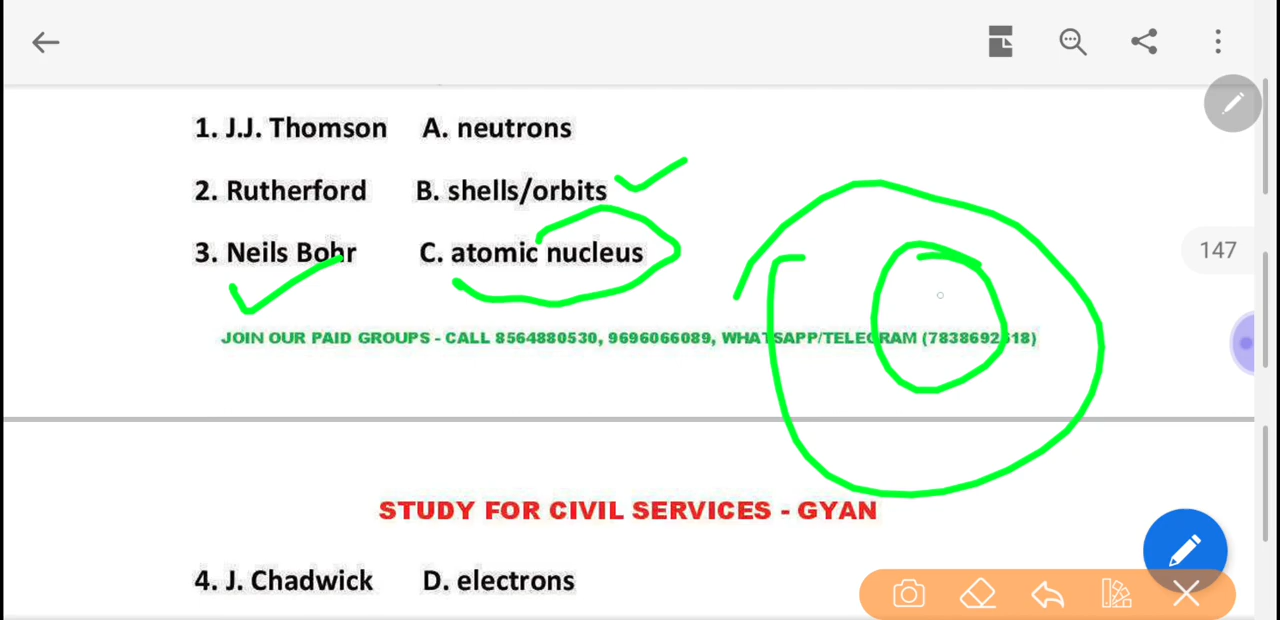 1. J.J. Thomson A. neutrons
2. Rutherford B. shells/orbits
3. Neils Bohr C. atomic nucleus
147
JOIN OUR PAID GROUPS - CALL 8564880530, 9696066089, WHATSAPP/TELEGRAM (7838692618)
STUDY FOR CIVIL SERVICES - GYAN
4. J. Chadwick D. electrons